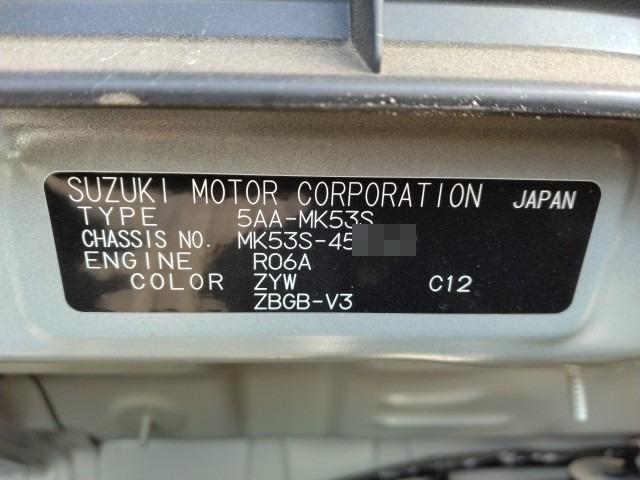 SUZUKI MOTOR CORPORATION JAPAN
TYPE 5AA-MK53S
CHASSIS NO. MK53S-45
ENGINE R06A
COLOR ZYW C12
ZBGB-V3